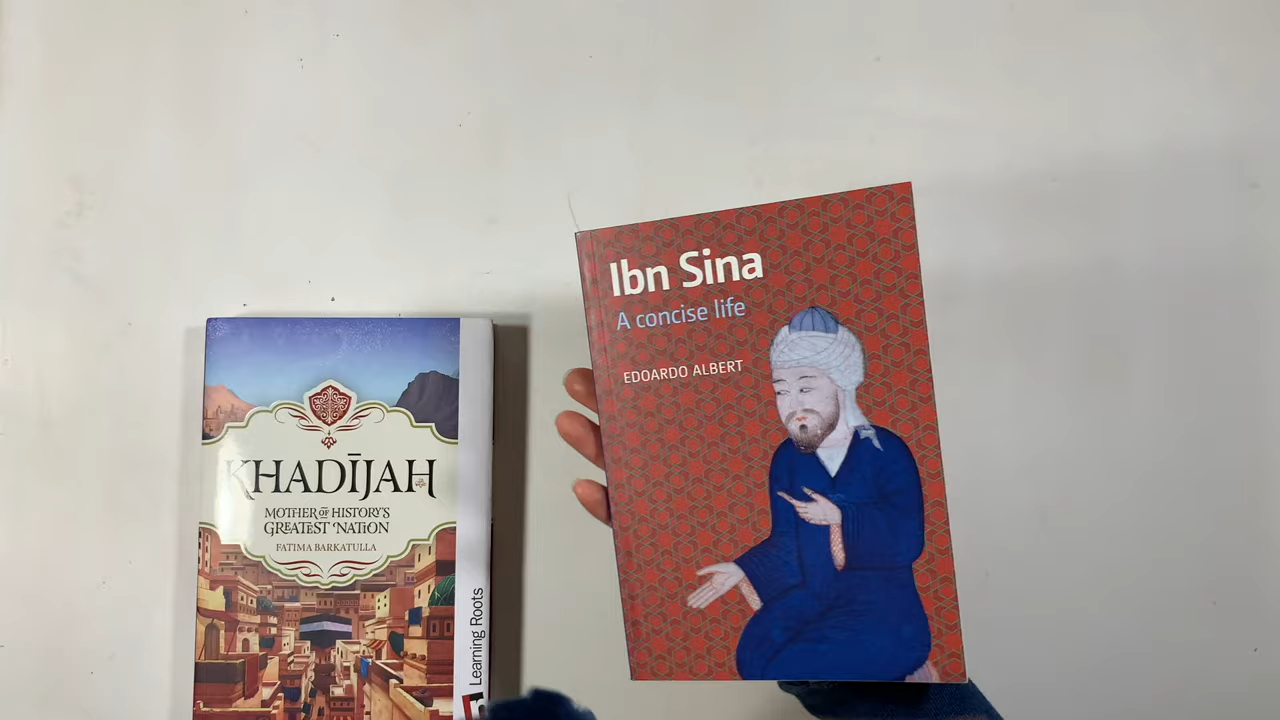 KHADĪJAH
MOTHER OF HISTORY'S
GREATEST NATION
FATIMA BARKATULLA
Learning Roots
Ibn Sina
A concise life
EDOARDO ALBERT